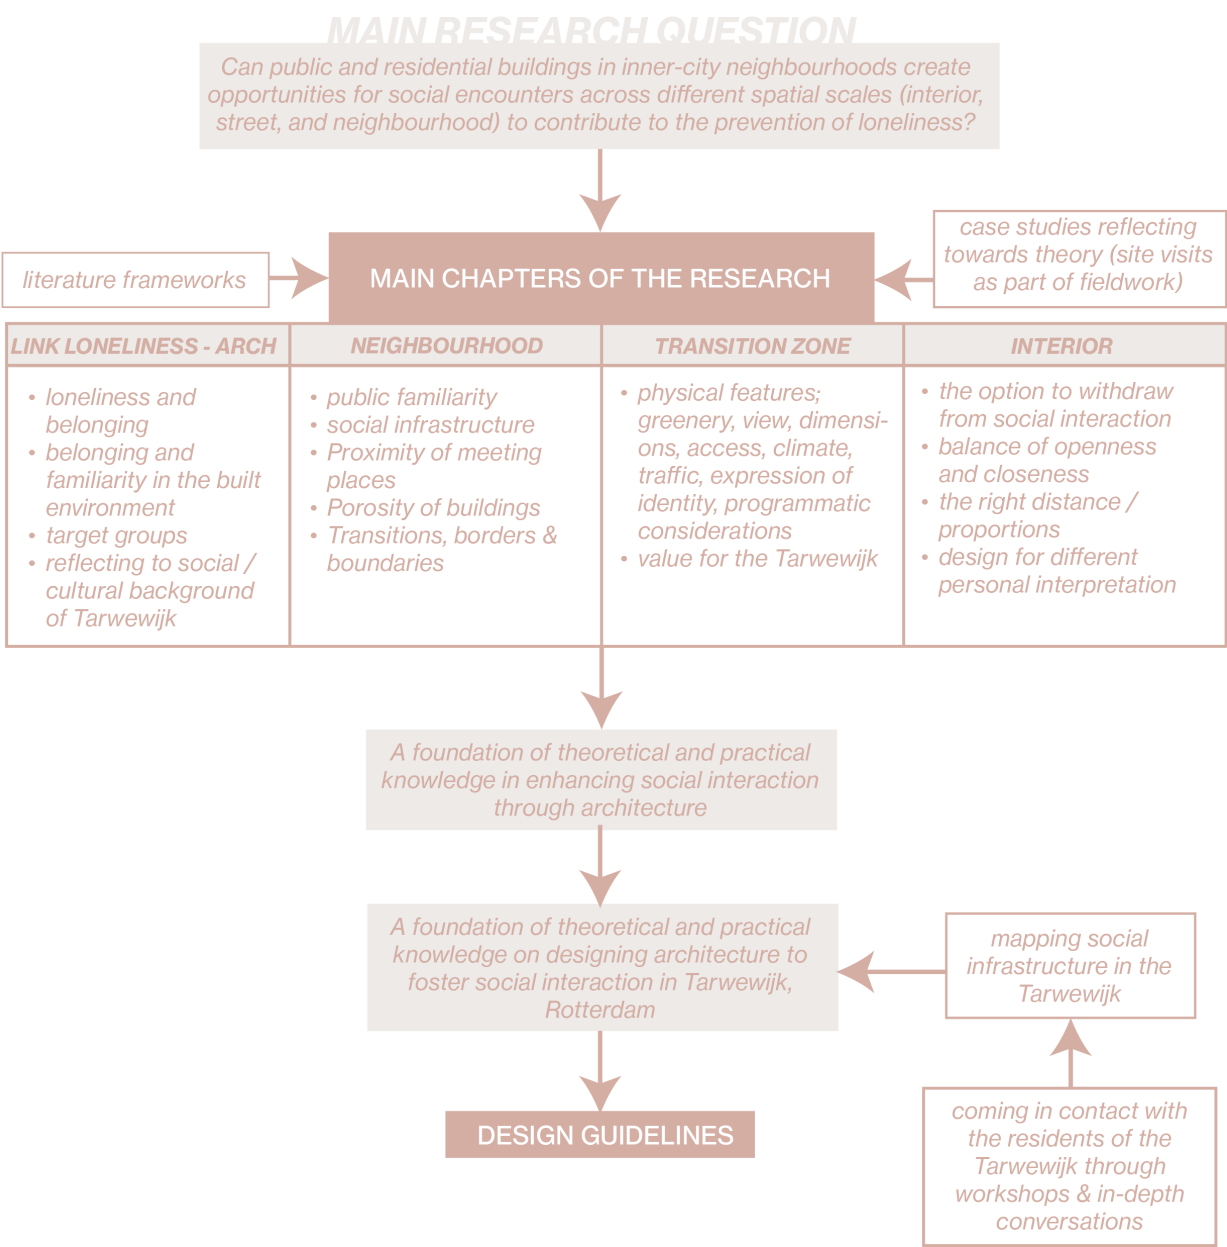 MAIN RESEARCH QUESTION
Can public and residential buildings in inner-city neighbourhoods create
opportunities for social encounters across different spatial scales (interior,
street, and neighbourhood) to contribute to the prevention of loneliness?
literature frameworks
MAIN CHAPTERS OF THE RESEARCH
case studies reflecting
towards theory (site visits
as part of fieldwork)
LINK LONELINESS - ARCH
• loneliness and
belonging
• belonging and
familiarity in the built
environment
• target groups
• reflecting to social /
cultural background
of Tarwewijk
NEIGHBOURHOOD
• public familiarity
• social infrastructure
• Proximity of meeting
places
• Porosity of buildings
• Transitions, borders &
boundaries
TRANSITION ZONE
• physical features;
greenery, view, dimensi-
ons, access, climate,
traffic, expression of
identity, programmatic
considerations
• value for the Tarwewijk
INTERIOR
• the option to withdraw
from social interaction
• balance of openness
and closeness
• the right distance /
proportions
• design for different
personal interpretation
A foundation of theoretical and practical
knowledge in enhancing social interaction
through architecture
A foundation of theoretical and practical
knowledge on designing architecture to
foster social interaction in Tarwewijk,
Rotterdam
mapping social
infrastructure in the
Tarwewijk
coming in contact with
the residents of the
Tarwewijk through
workshops & in-depth
conversations
DESIGN GUIDELINES